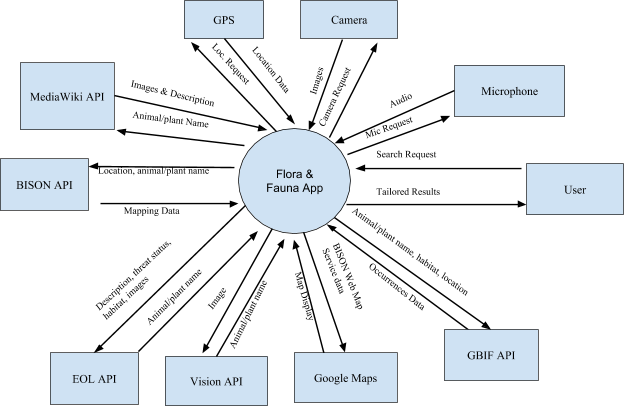 GPS
Camera
Loc. Request
Location Data
Images
Camera Request
MediaWiki API
Images & Description
Animal/plant Name
Microphone
Audio
Mic Request
BISON API
Location, animal/plant name
Mapping Data
Flora &
Fauna App
Search Request
Tailored Results
User
Description, threat status,
habitat, images
Animal/plant name
Image
Animal/plant name
Map Display
BISON Web Map
Service data
Animal/plant name, habitat, location
Occurrences Data
EOL API
Vision API
Google Maps
GBIF API